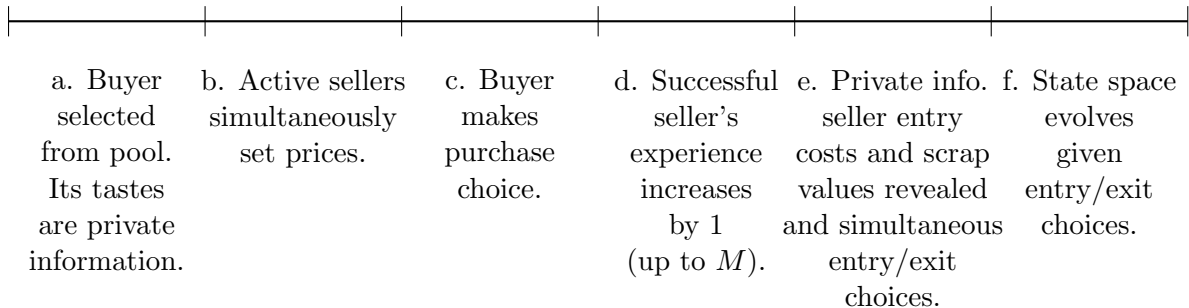 a. Buyer
selected
from pool.
Its tastes
are private
information.
b. Active sellers
simultaneously
set prices.
c. Buyer
makes
purchase
choice.
d. Successful
seller's
experience
increases
by 1
(up to M).
e. Private info.
seller entry
costs and scrap
values revealed
and simultaneous
entry/exit
choices.
f. State space
evolves
given
entry/exit
choices.